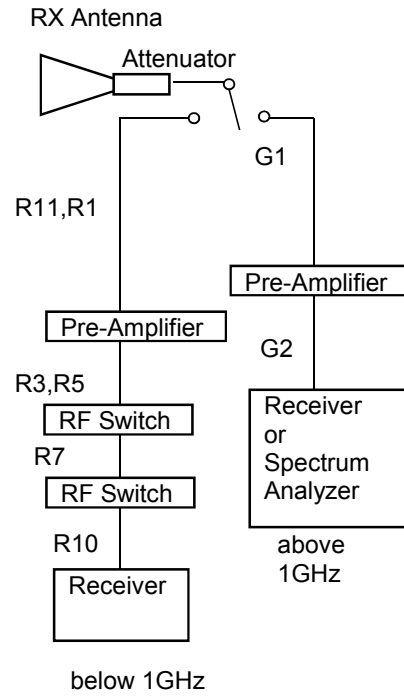 RX Antenna
Attenuator
G1
R11,R1
Pre-Amplifier
Pre-Amplifier
G2
R3,R5
RF Switch
Receiver
or
Spectrum
Analyzer
R7
RF Switch
R10
above
1GHz
Receiver
below 1GHz